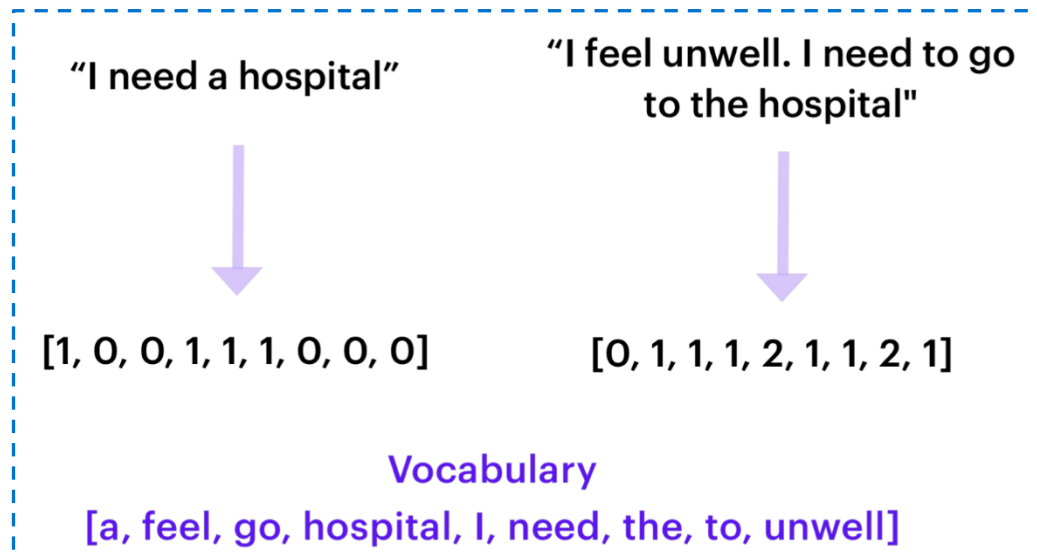 “I need a hospital”
“I feel unwell. I need to go
to the hospital"
[1, 0, 0, 1, 1, 1, 0, 0, 0]
[0, 1, 1, 1, 2, 1, 1, 2, 1]
Vocabulary
[a, feel, go, hospital, I, need, the, to, unwell]